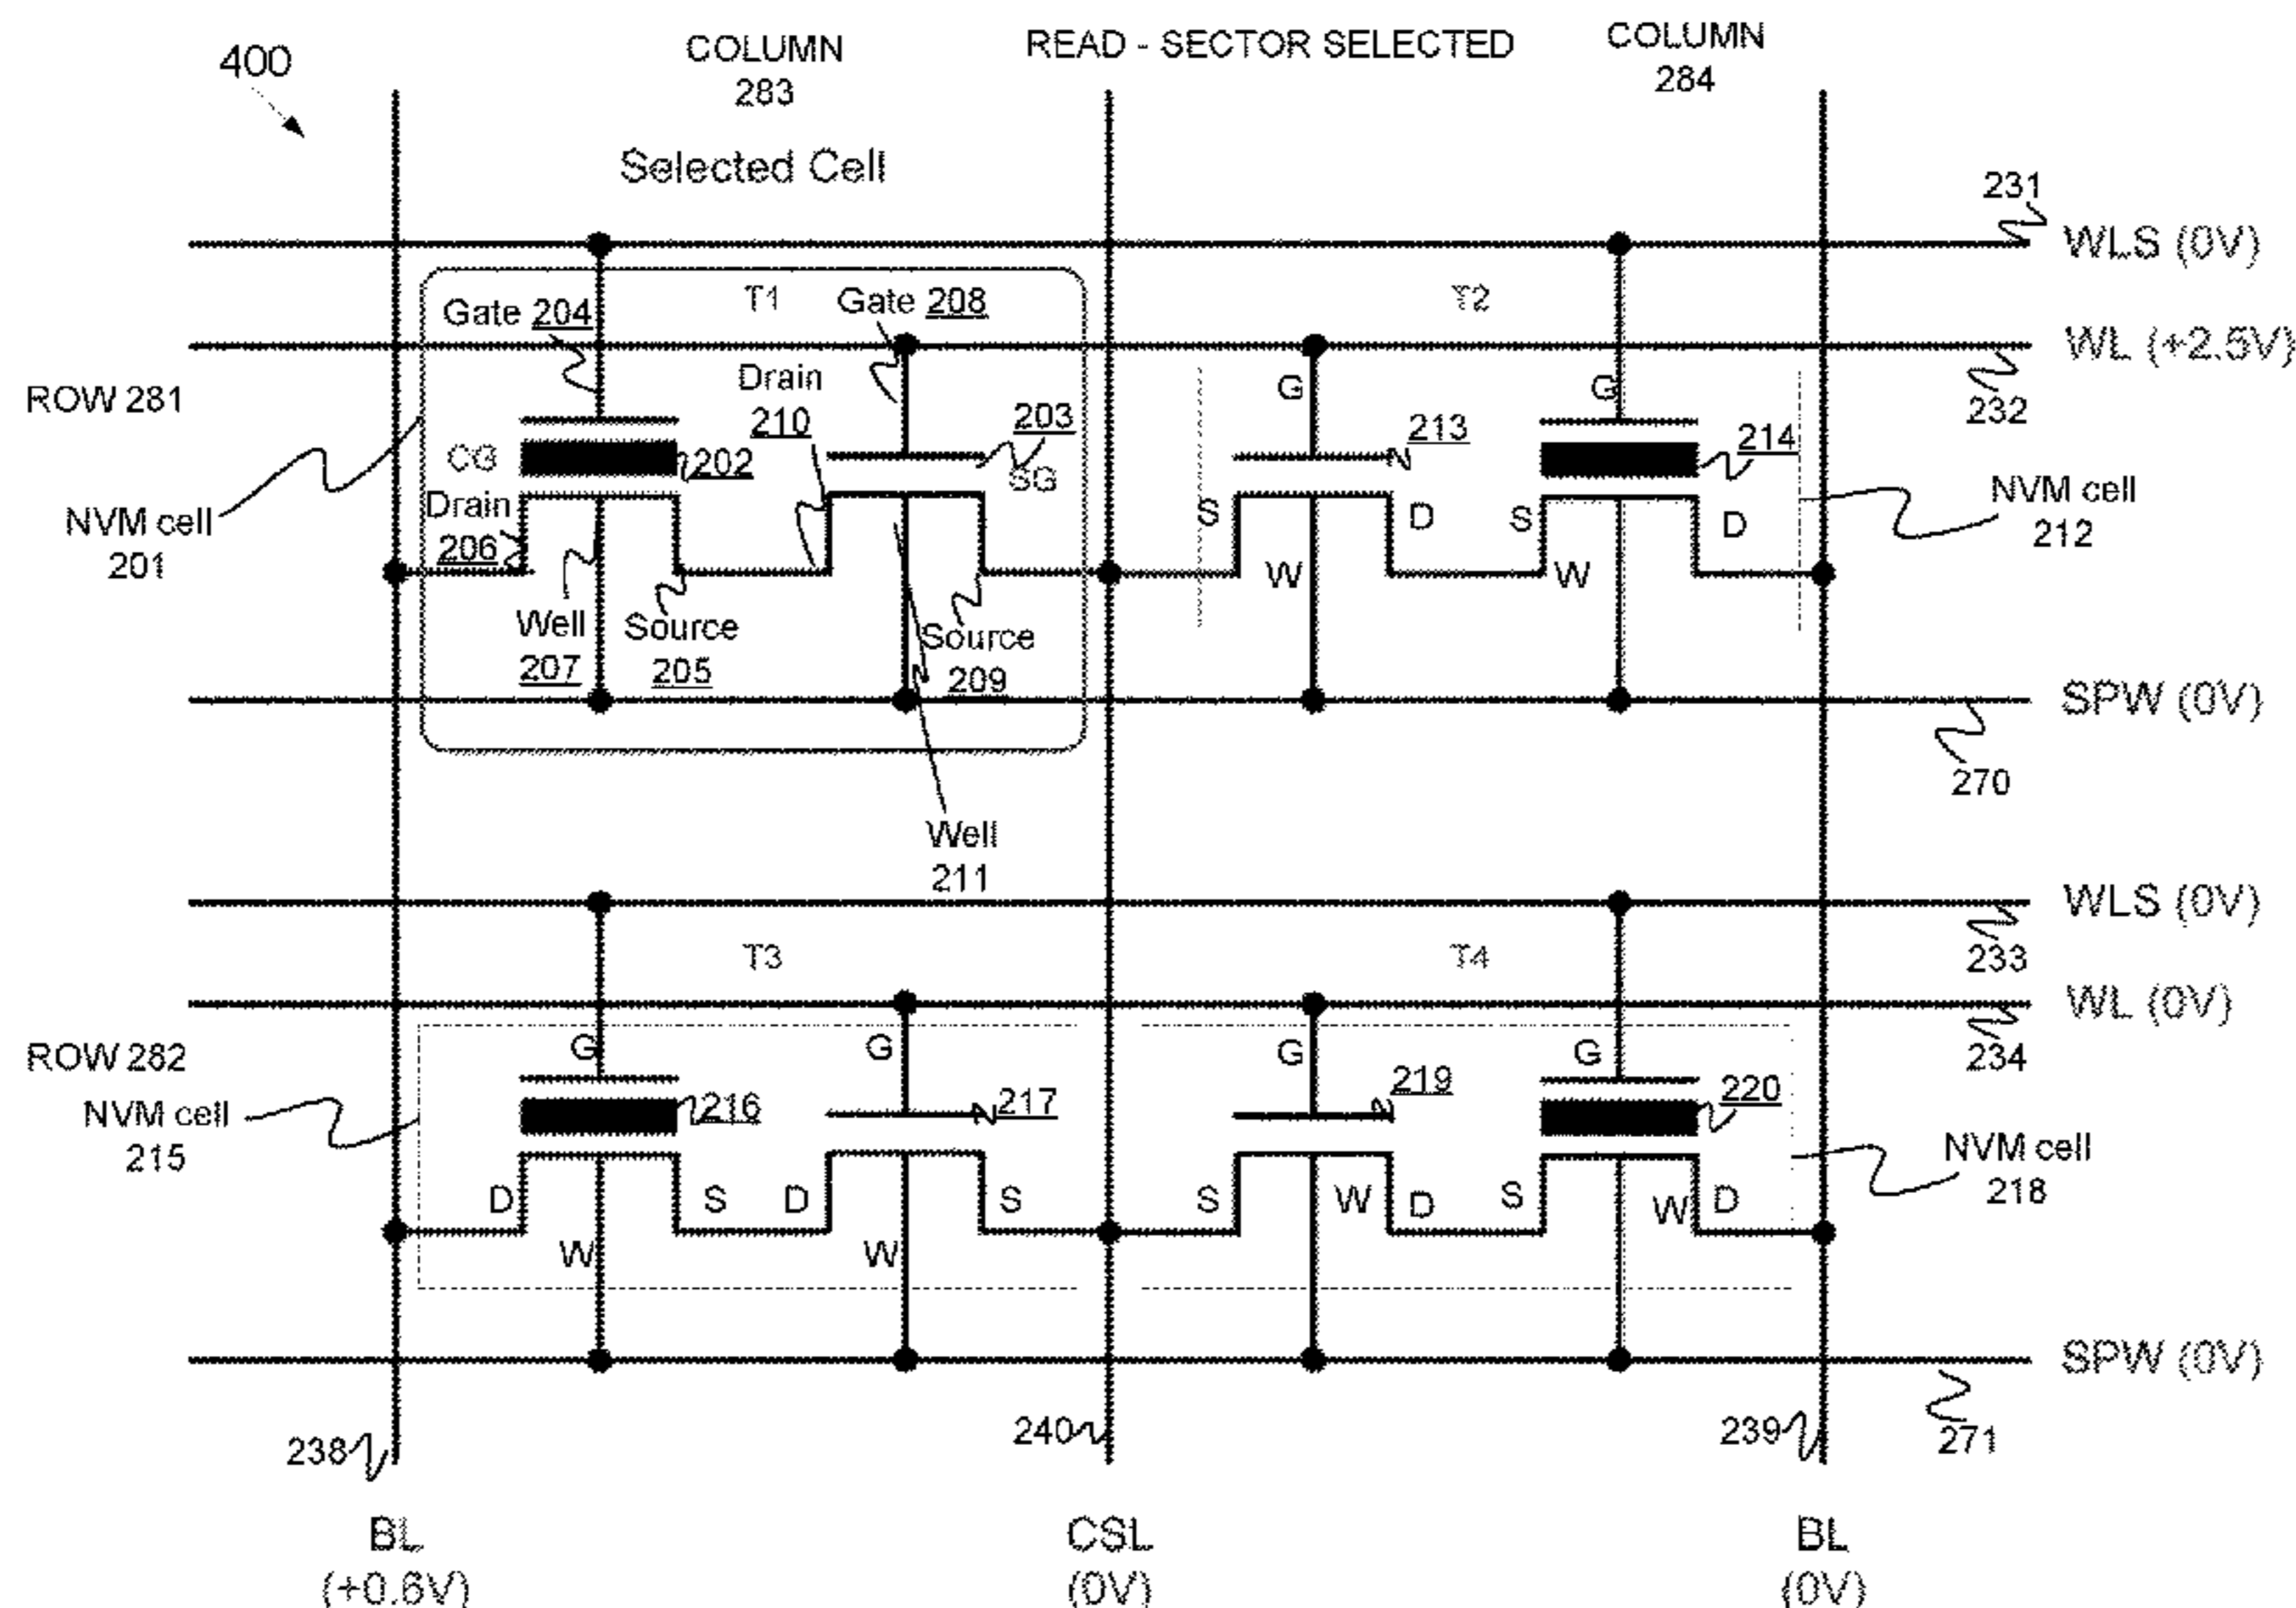 400
COLUMN
283
READ - SECTOR SELECTED
COLUMN
284
Selected Cell
231
WLS (0V)
T1
Gate 208
T2
Gate 204
WL (+2.5V)
ROW 281
Drain
210
G
G
232
203
213
214
CG
202
SG
NVM cell
201
Drain
206
S
D
S
D
NVM cell
212
W
W
Well
207
Source
205
Source
209
SPW (0V)
270
Well
211
WLS (0V)
233
T3
T4
WL (0V)
234
ROW 282
G
G
G
G
NVM cell
215
216
217
219
220
NVM cell
218
D
S
D
S
S
W
D
S
W
D
W
W
SPW (0V)
271
238
240
239
BL
(+0.6V)
CSL
(0V)
BL
(0V)